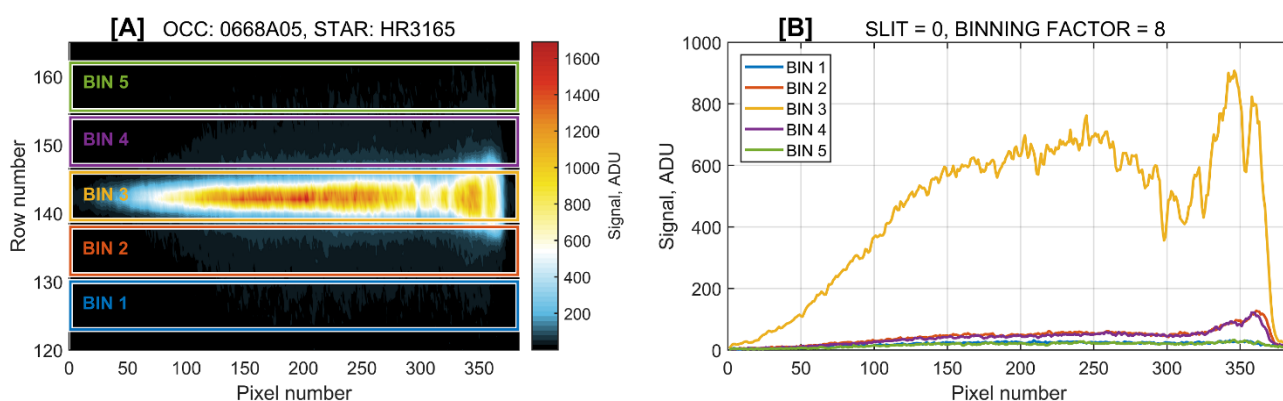 [A] OCC: 0668A05, STAR: HR3165
Row number
160
150
140
130
120
BIN 5
BIN 4
BIN 3
BIN 2
BIN 1
0 50 100 150 200 250 300 350
Pixel number
1600
1400
1200
1000
800
600
400
200
Signal, ADU
[B] SLIT = 0, BINNING FACTOR = 8
Signal, ADU
1000
800
600
400
200
0
BIN 1
BIN 2
BIN 3
BIN 4
BIN 5
0 50 100 150 200 250 300 350
Pixel number